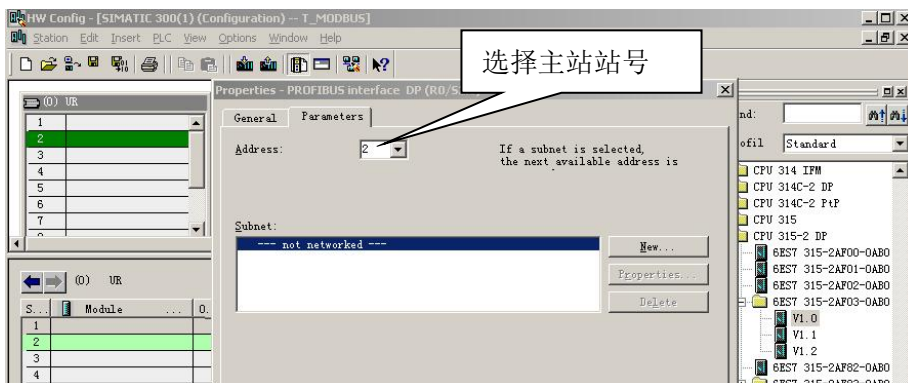 HW Config - [SIMATIC 300(1) (Configuration) -- T_MODBUS]
Station Edit Insert PLC View Options Window Help
选择主站站号
Properties - PROFIBUS interface DP (R0/S
General Parameters
Address: 2
If a subnet is selected,
the next available address is
Subnet:
--- not networked ---
New...
Properties...
Delete
(0) UR
1
2
3
4
5
6
7
(0) UR
S... Module ... O.
1
2
3
4
nd:
ofil Standard
CPU 314 IFM
CPU 314C-2 DP
CPU 314C-2 PtP
CPU 315
CPU 315-2 DP
6ES7 315-2AF00-0AB0
6ES7 315-2AF01-0AB0
6ES7 315-2AF02-0AB0
6ES7 315-2AF03-0AB0
V1.0
V1.1
V1.2
6ES7 315-2AF82-0AB0